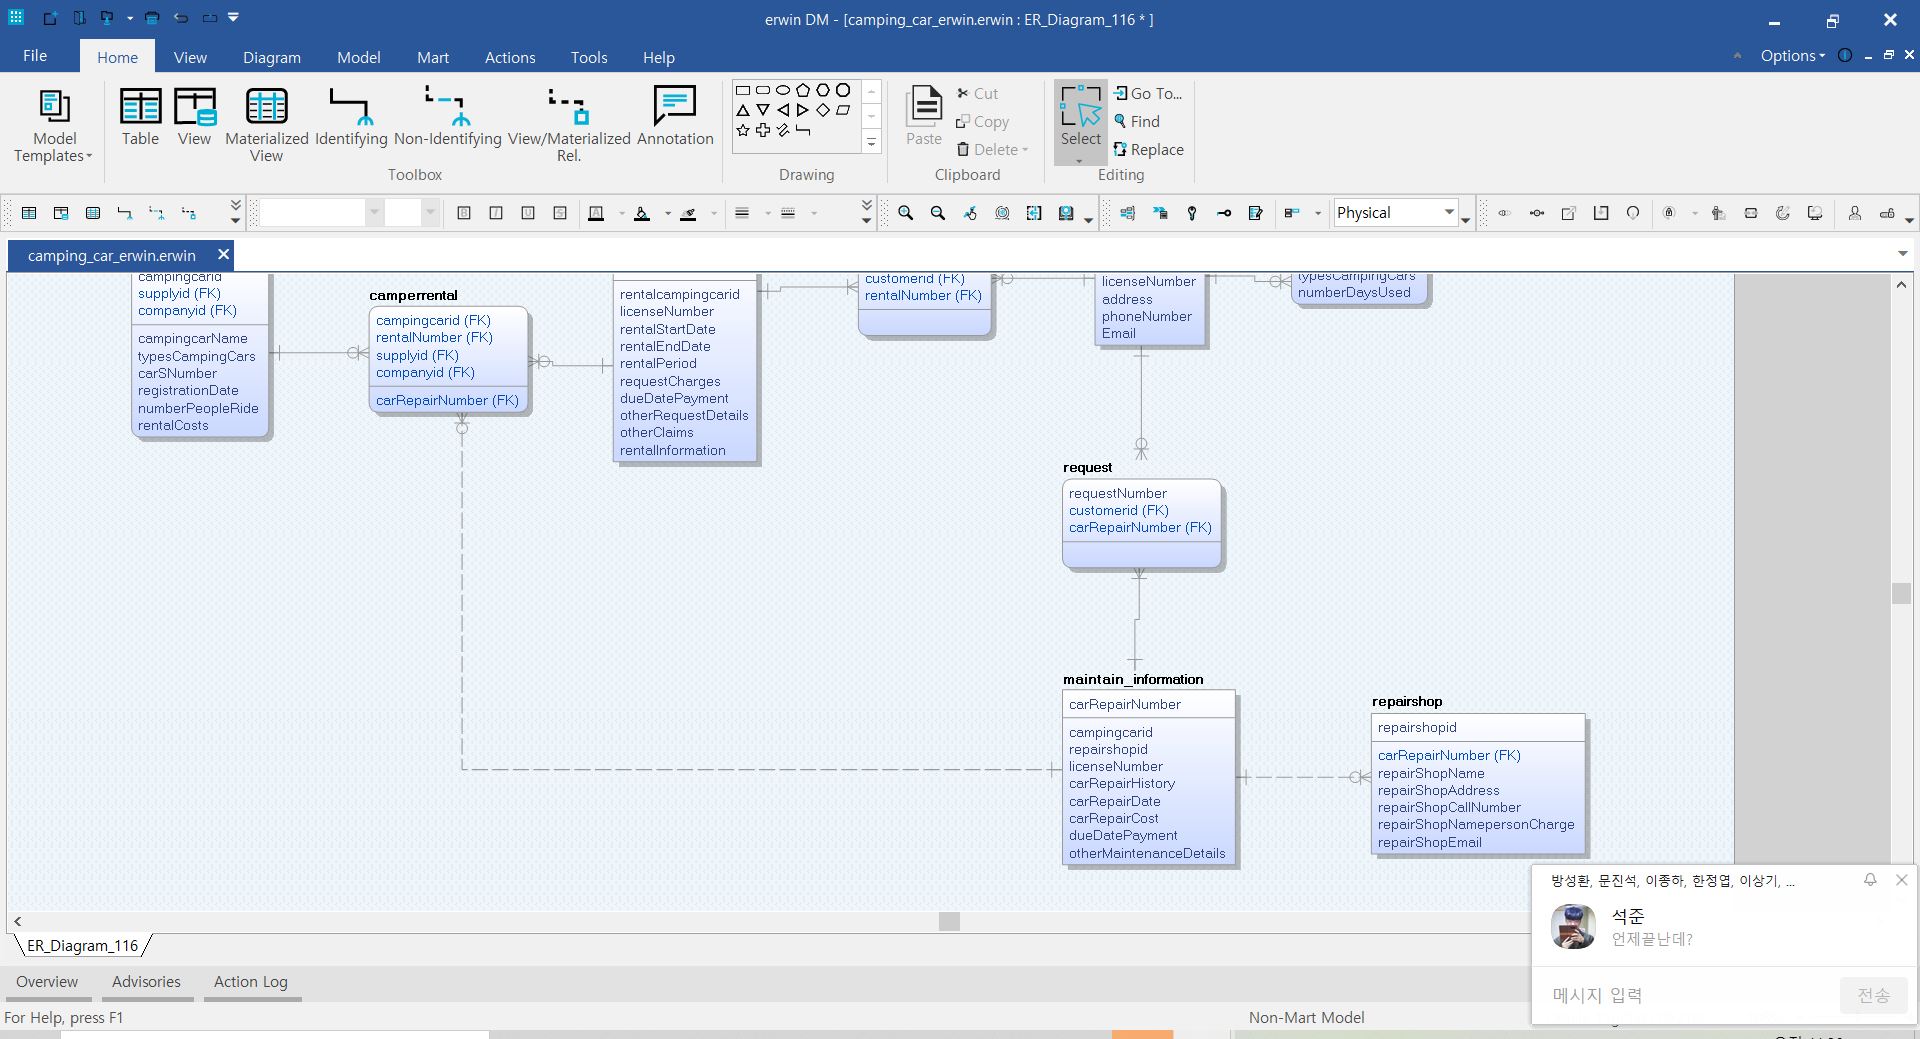 erwin DM - [camping_car_erwin.erwin : ER_Diagram_116 * ]
File
Home
View
Diagram
Model
Mart
Actions
Tools
Help
Options
Model
Templates
Table
View
Materialized
View
Identifying
Non-Identifying
View/Materialized
Rel.
Annotation
Toolbox
Drawing
Paste
Cut
Copy
Delete
Clipboard
Select
Go To...
Find
Replace
Editing
B
I
U
S
A
Physical
camping_car_erwin.erwin
campingcarid
supplyid (FK)
companyid (FK)
campingcarName
typesCampingCars
carSNumber
registrationDate
numberPeopleRide
rentalCosts
camperrental
campingcarid (FK)
rentalNumber (FK)
supplyid (FK)
companyid (FK)
carRepairNumber (FK)
rentalcampingcarid
licenseNumber
rentalStartDate
rentalEndDate
rentalPeriod
requestCharges
dueDatePayment
otherRequestDetails
otherClaims
rentalInformation
customerid (FK)
rentalNumber (FK)
licenseNumber
address
phoneNumber
Email
typesCampingCars
numberDaysUsed
request
requestNumber
customerid (FK)
carRepairNumber (FK)
maintain_information
carRepairNumber
campingcarid
repairshopid
licenseNumber
carRepairHistory
carRepairDate
carRepairCost
dueDatePayment
otherMaintenanceDetails
repairshop
repairshopid
carRepairNumber (FK)
repairShopName
repairShopAddress
repairShopCallNumber
repairShopNamepersonCharge
repairShopEmail
방성환, 문진석, 이종하, 한정엽, 이상기, ...
석준
언제끝난데?
메시지 입력
전송
ER_Diagram_116
Overview
Advisories
Action Log
For Help, press F1
Non-Mart Model